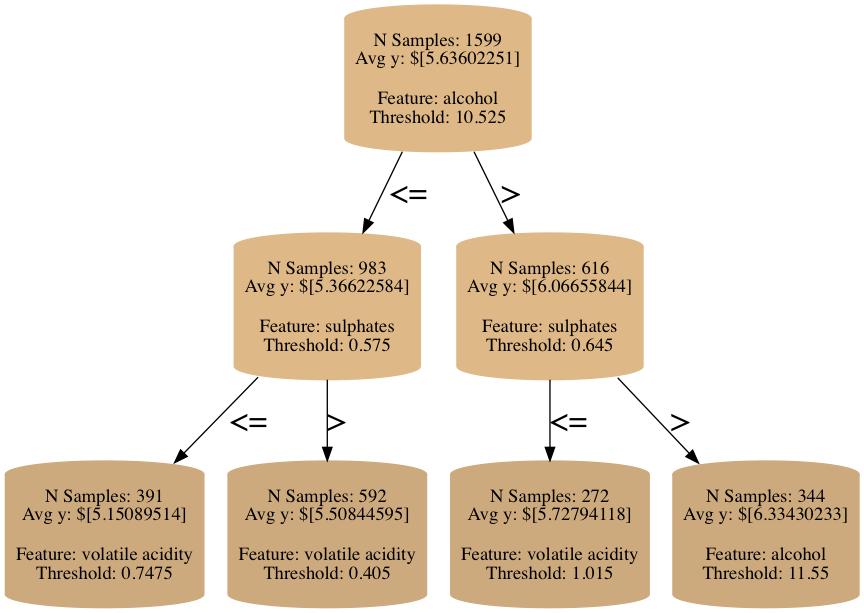 N Samples: 1599
Avg y: $[5.63602251]
Feature: alcohol
Threshold: 10.525
<=
>
N Samples: 983
Avg y: $[5.36622584]
Feature: sulphates
Threshold: 0.575
N Samples: 616
Avg y: $[6.06655844]
Feature: sulphates
Threshold: 0.645
<=
>
<=
>
N Samples: 391
Avg y: $[5.15089514]
Feature: volatile acidity
Threshold: 0.7475
N Samples: 592
Avg y: $[5.50844595]
Feature: volatile acidity
Threshold: 0.405
N Samples: 272
Avg y: $[5.72794118]
Feature: volatile acidity
Threshold: 1.015
N Samples: 344
Avg y: $[6.33430233]
Feature: alcohol
Threshold: 11.55